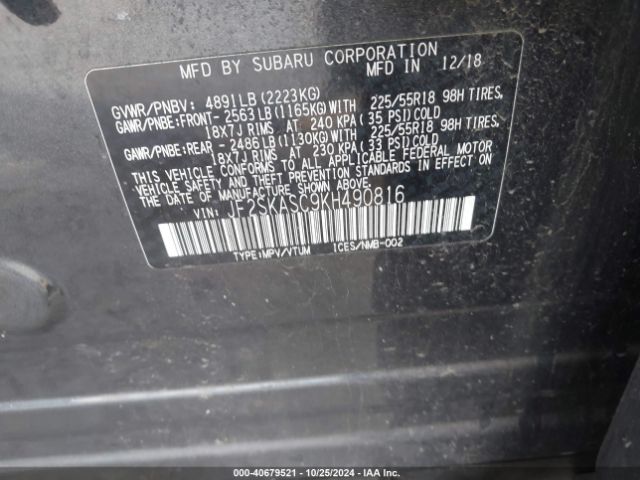 MFD BY SUBARU CORPORATION
MFD IN 12/18
GVWR/PNBV: 4891LB(2223KG)
GAWR/PNBE:FRONT-2563LB(1165KG)WITH 225/55R18 98H TIRES,
18X7J RIMS AT 240 KPA(35 PSI)COLD
GAWR/PNBE:REAR -2486LB(1130KG)WITH 225/55R18 98H TIRES,
18X7J RIMS AT 230 KPA(33 PSI)COLD
THIS VEHICLE CONFORMS TO ALL APPLICABLE FEDERAL MOTOR
VEHICLE SAFETY AND BUMPER STANDARDS IN EFFECT ON
THE DATE OF MANUFACTURE SHOWN ABOVE.
VIN: JF2SKASC9KH490816
TYPE:MPV/VTUM ICES/NMB-002
000-40679521 - 10/25/2024 - IAA Inc.